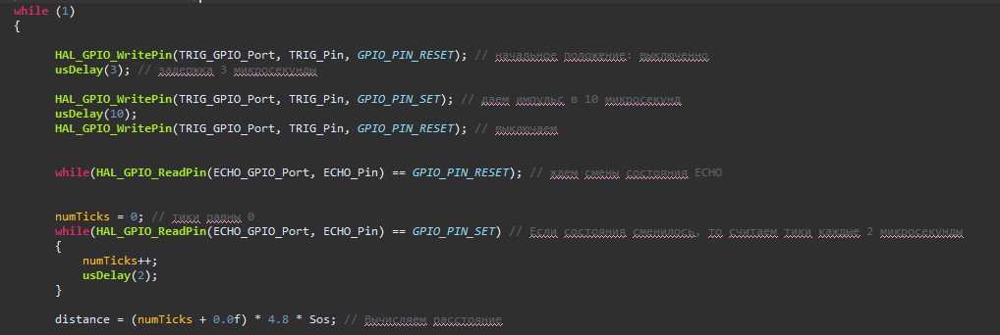 while (1)
{
HAL_GPIO_WritePin(TRIG_GPIO_Port, TRIG_Pin, GPIO_PIN_RESET); // начальное положение: выключенно
usDelay(3); // задержка 3 микросекунды
HAL_GPIO_WritePin(TRIG_GPIO_Port, TRIG_Pin, GPIO_PIN_SET); // даем импульс в 10 микросекунд
usDelay(10);
HAL_GPIO_WritePin(TRIG_GPIO_Port, TRIG_Pin, GPIO_PIN_RESET); // выключаем
while(HAL_GPIO_ReadPin(ECHO_GPIO_Port, ECHO_Pin) == GPIO_PIN_RESET); // ждем смены состояния ECHO
numTicks = 0; // тики равны 0
while(HAL_GPIO_ReadPin(ECHO_GPIO_Port, ECHO_Pin) == GPIO_PIN_SET) // Если состояния сменилось, то считаем тики каждые 2 микросекунды
{
numTicks++;
usDelay(2);
}
distance = (numTicks + 0.0f) * 4.8 * Sos; // Вычисляем расстояние